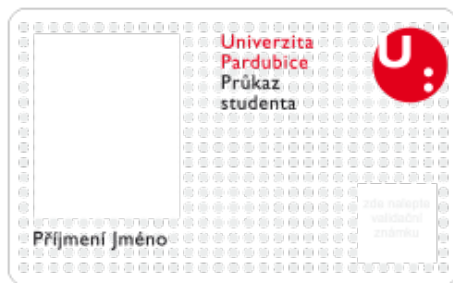 Univerzita
Pardubice
Průkaz
studenta
U:
zde nalepte
validační
známku
Příjmení Jméno